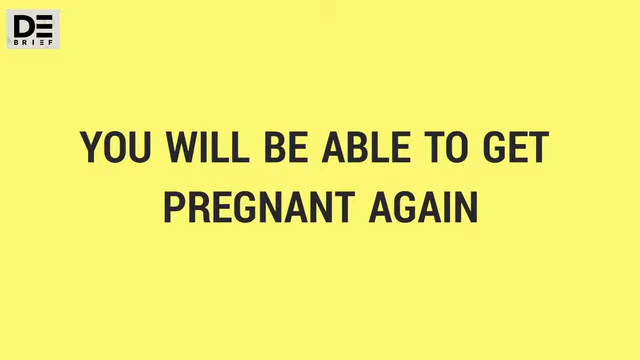 DE
BRIEF
YOU WILL BE ABLE TO GET
PREGNANT AGAIN